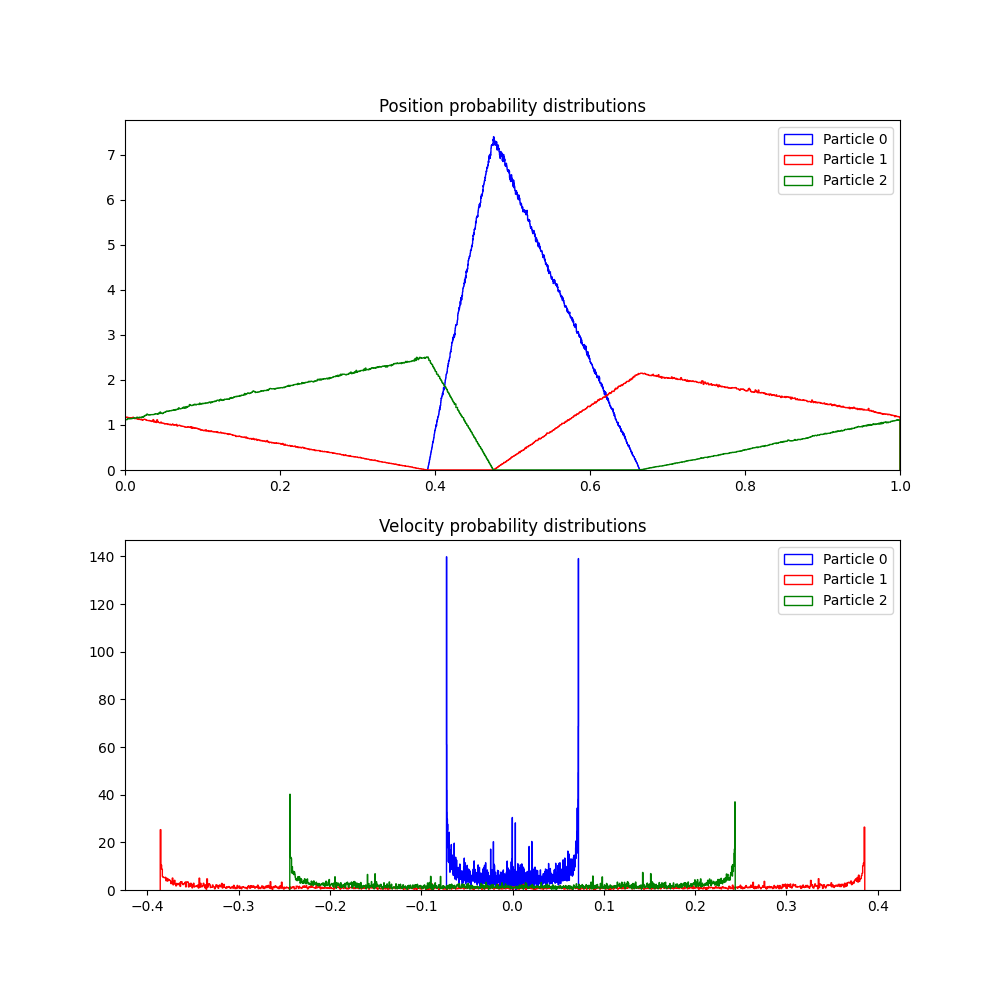 Position probability distributions
7
6
5
4
3
2
1
0
Particle 0
Particle 1
Particle 2
0.0 0.2 0.4 0.6 0.8 1.0
Velocity probability distributions
140
120
100
80
60
40
20
0
Particle 0
Particle 1
Particle 2
−0.4 −0.3 −0.2 −0.1 0.0 0.1 0.2 0.3 0.4